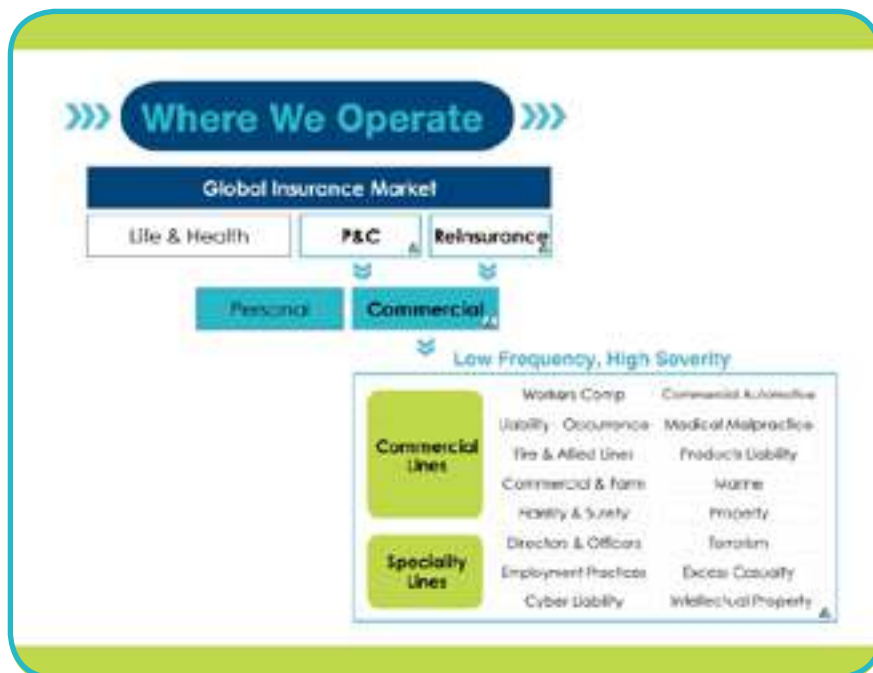 Where We Operate
Global Insurance Market
Life & Health P&C Reinsurance
Personal Commercial
Low Frequency, High Severity
Commercial Lines
Speciality Lines
Workers Comp Commercial Automotive
Liability Occurrence Medical Malpractice
Fire & Allied Lines Products Liability
Commercial & Farm Marine
Fidelity & Surety Property
Directors & Officers Terrorism
Employment Practices Excess Casualty
Cyber Liability Intellectual Property